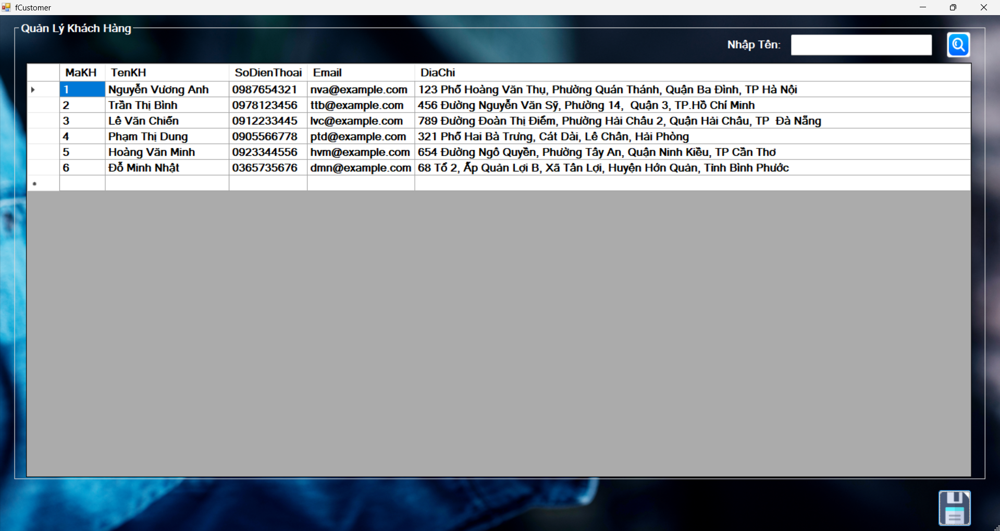 fCustomer
Quản Lý Khách Hàng
Nhập Tên:
MaKH TenKH SoDienThoai Email DiaChi
1 Nguyễn Vương Anh 0987654321 nva@example.com 123 Phố Hoàng Văn Thụ, Phường Quán Thánh, Quận Ba Đình, TP Hà Nội
2 Trần Thị Bình 0978123456 ttb@example.com 456 Đường Nguyễn Văn Sỹ, Phường 14, Quận 3, TP.Hồ Chí Minh
3 Lê Văn Chiến 0912233445 lvc@example.com 789 Đường Đoàn Thị Điểm, Phường Hải Châu 2, Quận Hải Châu, TP Đà Nẵng
4 Phạm Thị Dung 0905566778 ptd@example.com 321 Phố Hai Bà Trưng, Cát Dài, Lê Chân, Hải Phòng
5 Hoàng Văn Minh 0923344556 hvm@example.com 654 Đường Ngô Quyền, Phường Tây An, Quận Ninh Kiều, TP Cần Thơ
6 Đỗ Minh Nhật 0365735676 dmn@example.com 68 Tổ 2, Ấp Quản Lợi B, Xã Tân Lợi, Huyện Hớn Quản, Tỉnh Bình Phước